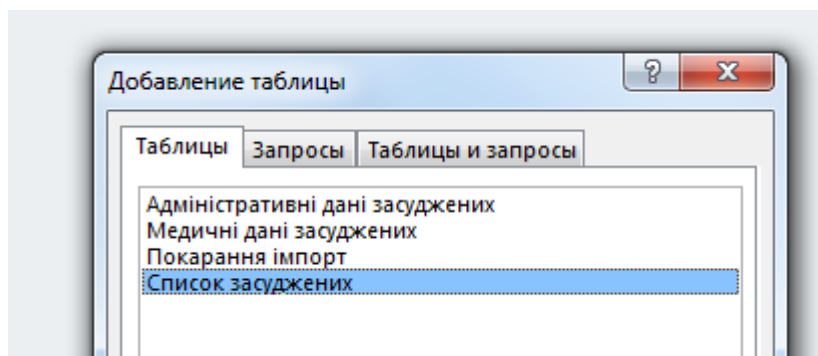 Добавление таблицы
Таблицы Запросы Таблицы и запросы
Адміністративні дані засуджених
Медичні дані засуджених
Покарання імпорт
Список засуджених